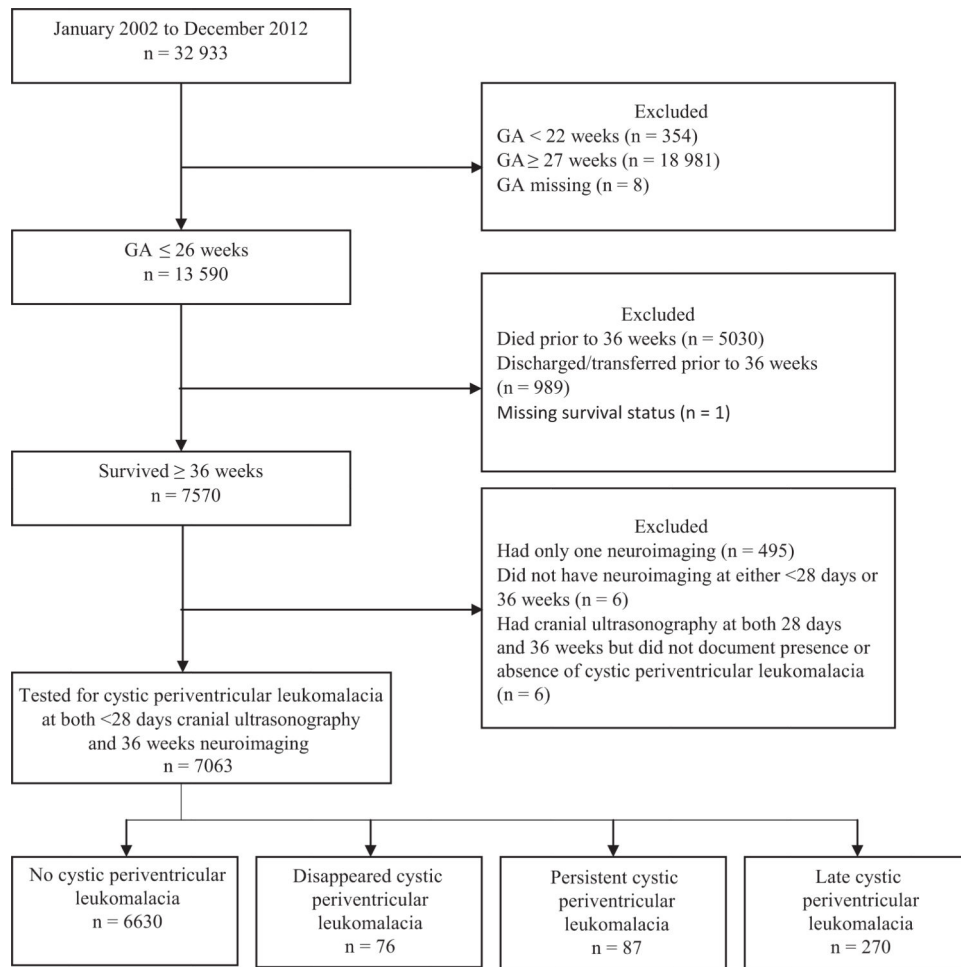 January 2002 to December 2012
n = 32 933
Excluded
GA < 22 weeks (n = 354)
GA ≥ 27 weeks (n = 18 981)
GA missing (n = 8)
GA ≤ 26 weeks
n = 13 590
Excluded
Died prior to 36 weeks (n = 5030)
Discharged/transferred prior to 36 weeks
(n = 989)
Missing survival status (n = 1)
Survived ≥ 36 weeks
n = 7570
Excluded
Had only one neuroimaging (n = 495)
Did not have neuroimaging at either <28 days or
36 weeks (n = 6)
Had cranial ultrasonography at both 28 days
and 36 weeks but did not document presence or
absence of cystic periventricular leukomalacia
(n = 6)
Tested for cystic periventricular leukomalacia
at both <28 days cranial ultrasonography
and 36 weeks neuroimaging
n = 7063
No cystic periventricular
leukomalacia
n = 6630
Disappeared cystic
periventricular
leukomalacia
n = 76
Persistent cystic
periventricular
leukomalacia
n = 87
Late cystic
periventricular
leukomalacia
n = 270